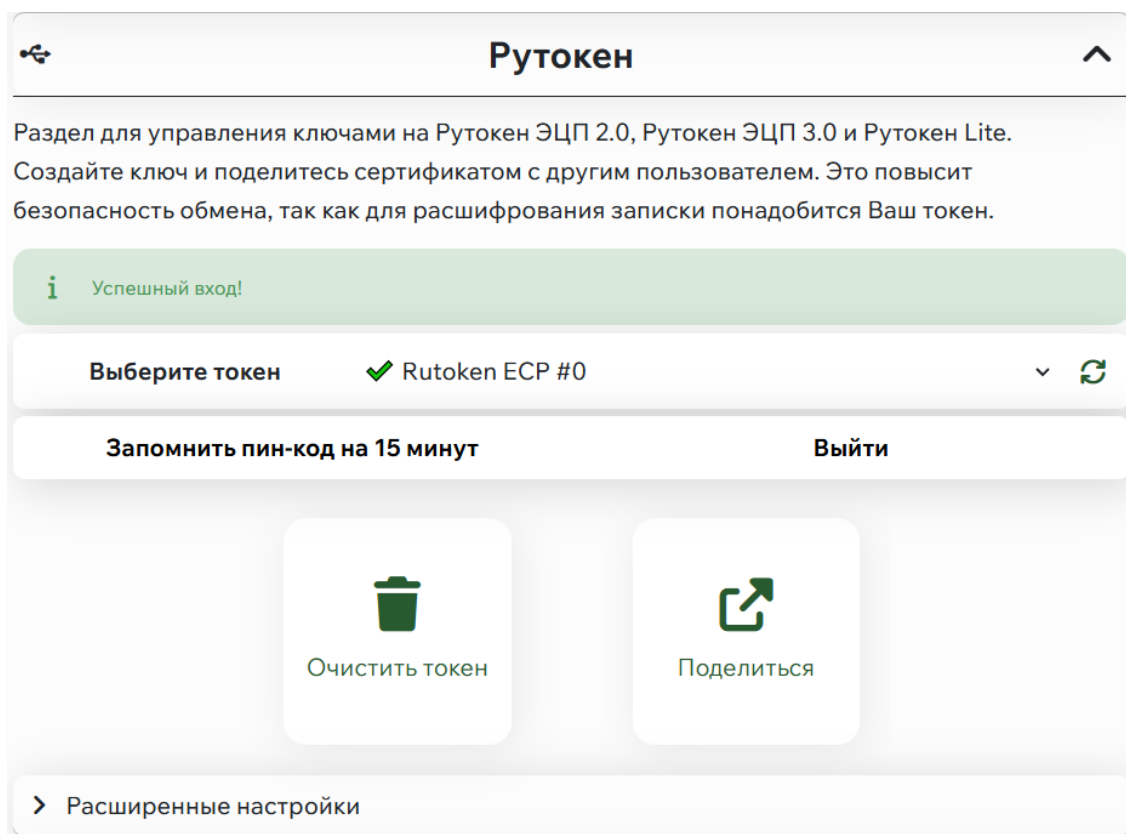 Рутокен
Раздел для управления ключами на Рутокен ЭЦП 2.0, Рутокен ЭЦП 3.0 и Рутокен Lite.
Создайте ключ и поделитесь сертификатом с другим пользователем. Это повысит
безопасность обмена, так как для расшифрования записки понадобится Ваш токен.
Успешный вход!
Выберите токен Rutoken ECP #0
Запомнить пин-код на 15 минут Выйти
Очистить токен Поделиться
Расширенные настройки